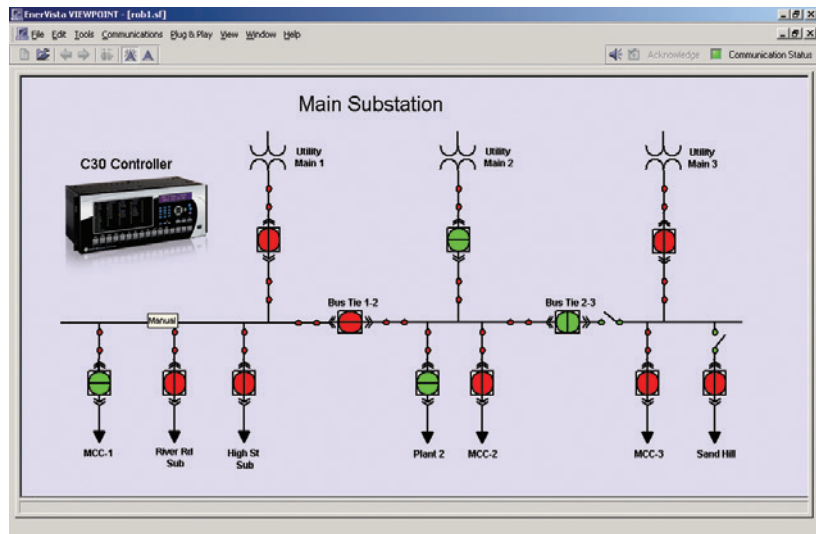 EnerVista VIEWPOINT - [rob1.sf]
File Edit Tools Communications Plug & Play View Window Help
Acknowledge Communication Status
Main Substation
C30 Controller
Utility
Main 1
Utility
Main 2
Utility
Main 3
Bus Tie 1-2
Bus Tie 2-3
Manual
MCC-1
River Rd
Sub
High St
Sub
Plant 2
MCC-2
MCC-3
Sand Hill